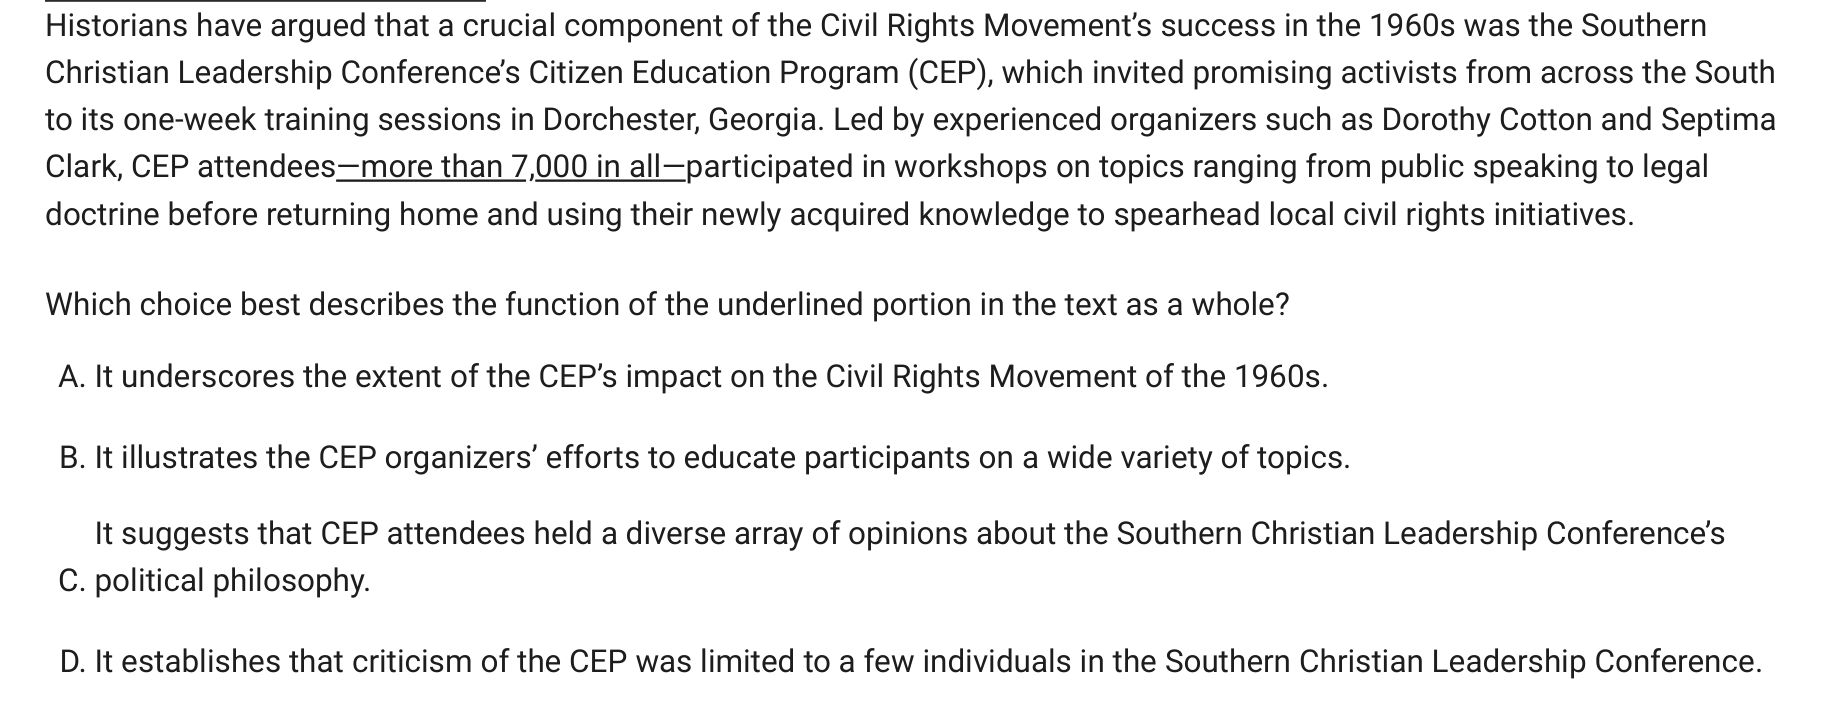 Historians have argued that a crucial component of the Civil Rights Movement’s success in the 1960s was the Southern
Christian Leadership Conference’s Citizen Education Program (CEP), which invited promising activists from across the South
to its one-week training sessions in Dorchester, Georgia. Led by experienced organizers such as Dorothy Cotton and Septima
Clark, CEP attendees—more than 7,000 in all—participated in workshops on topics ranging from public speaking to legal
doctrine before returning home and using their newly acquired knowledge to spearhead local civil rights initiatives.
Which choice best describes the function of the underlined portion in the text as a whole?
A. It underscores the extent of the CEP’s impact on the Civil Rights Movement of the 1960s.
B. It illustrates the CEP organizers’ efforts to educate participants on a wide variety of topics.
It suggests that CEP attendees held a diverse array of opinions about the Southern Christian Leadership Conference’s
C. political philosophy.
D. It establishes that criticism of the CEP was limited to a few individuals in the Southern Christian Leadership Conference.